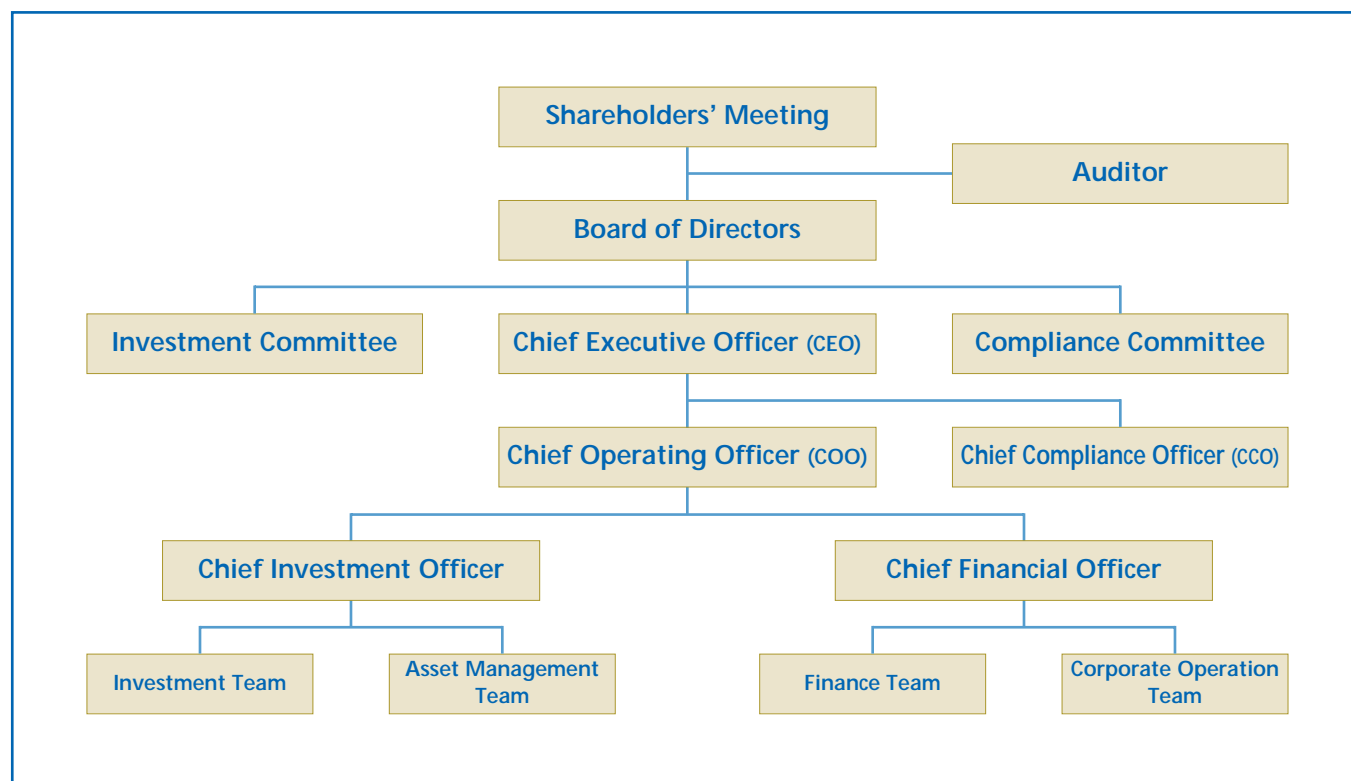 Shareholders’ Meeting
Auditor
Board of Directors
Investment Committee
Chief Executive Officer (CEO)
Compliance Committee
Chief Operating Officer (COO)
Chief Compliance Officer (CCO)
Chief Investment Officer
Chief Financial Officer
Investment Team
Asset Management
Team
Finance Team
Corporate Operation
Team